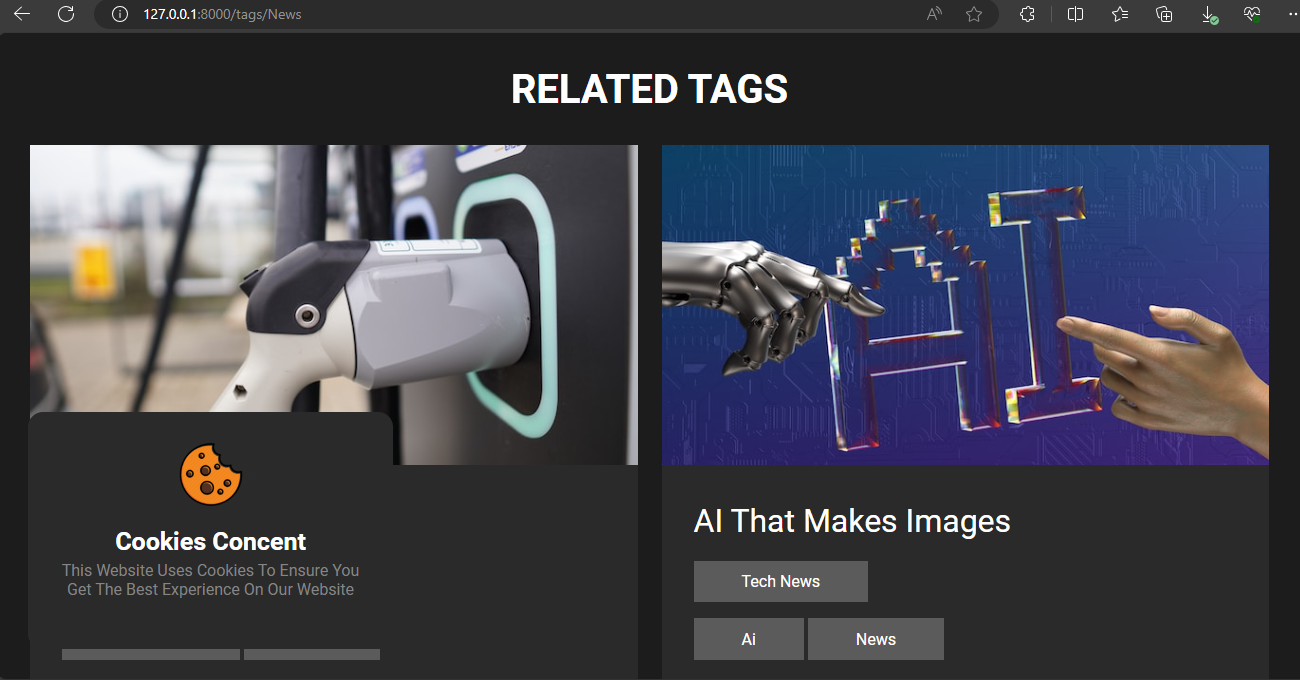 127.0.0.1:8000/tags/News
RELATED TAGS
AI
Cookies Concent
This Website Uses Cookies To Ensure You
Get The Best Experience On Our Website
AI That Makes Images
Tech News
Ai News